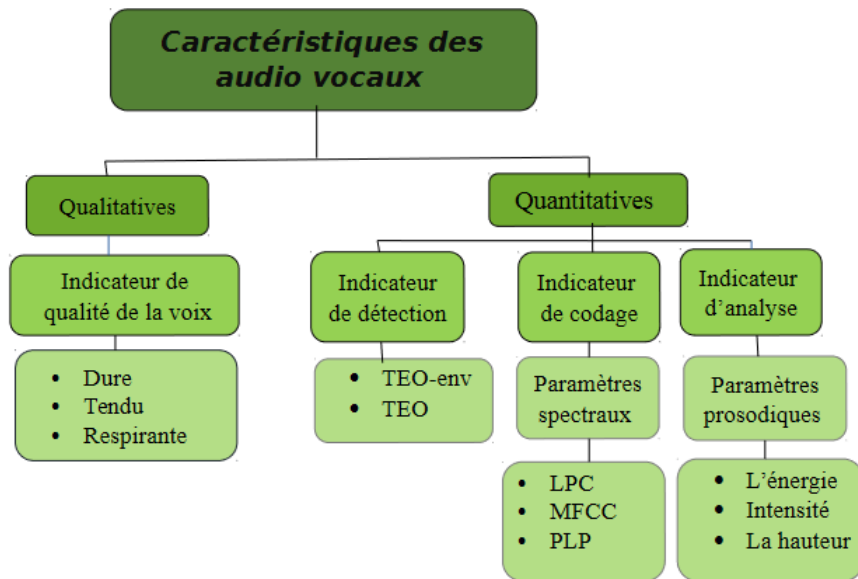 Caractéristiques des
audio vocaux
Qualitatives
Quantitatives
Indicateur de
qualité de la voix
Indicateur
de détection
Indicateur
de codage
Indicateur
d'analyse
• Dure
• Tendu
• Respirante
• TEO-env
• TEO
Paramètres
spectraux
Paramètres
prosodiques
• LPC
• MFCC
• PLP
• L'énergie
• Intensité
• La hauteur